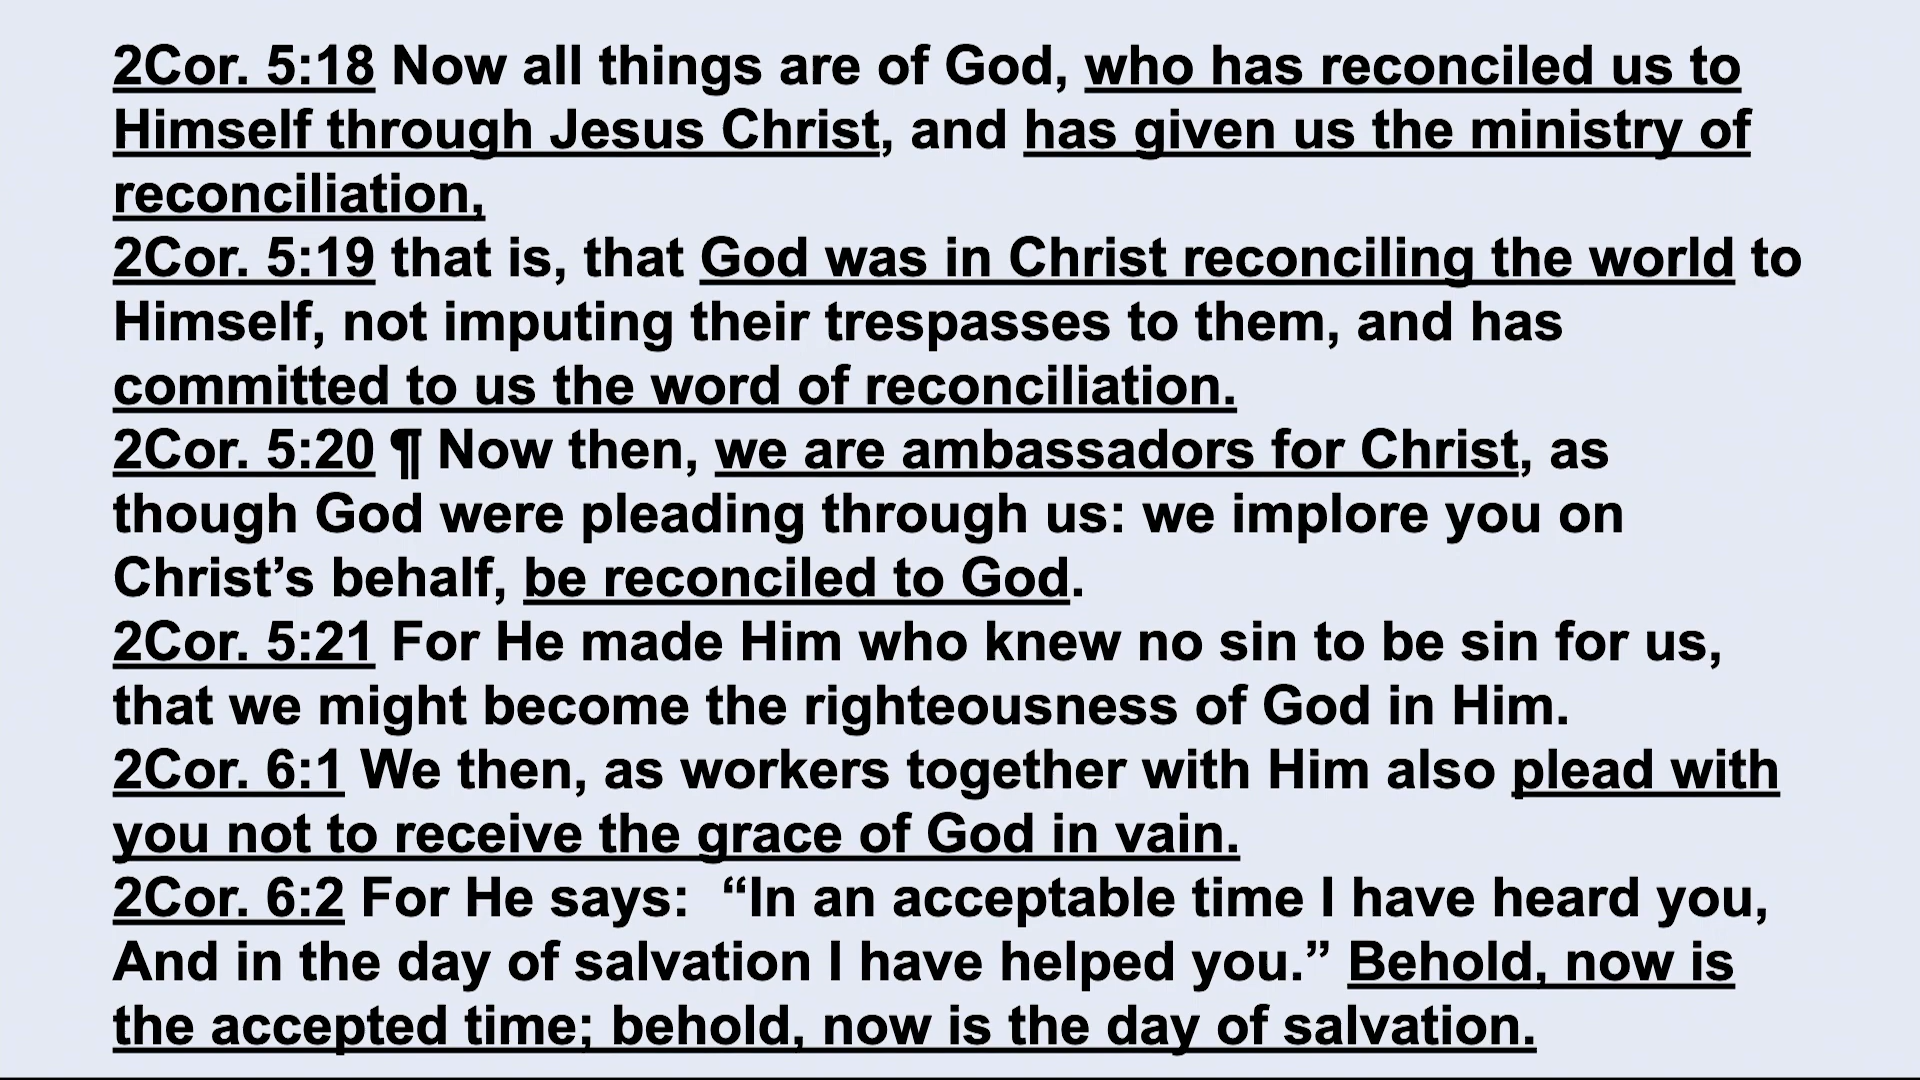 2Cor. 5:18 Now all things are of God, who has reconciled us to
Himself through Jesus Christ, and has given us the ministry of
reconciliation,
2Cor. 5:19 that is, that God was in Christ reconciling the world to
Himself, not imputing their trespasses to them, and has
committed to us the word of reconciliation.
2Cor. 5:20 ¶ Now then, we are ambassadors for Christ, as
though God were pleading through us: we implore you on
Christ’s behalf, be reconciled to God.
2Cor. 5:21 For He made Him who knew no sin to be sin for us,
that we might become the righteousness of God in Him.
2Cor. 6:1 We then, as workers together with Him also plead with
you not to receive the grace of God in vain.
2Cor. 6:2 For He says:  “In an acceptable time I have heard you,
And in the day of salvation I have helped you.” Behold, now is
the accepted time; behold, now is the day of salvation.